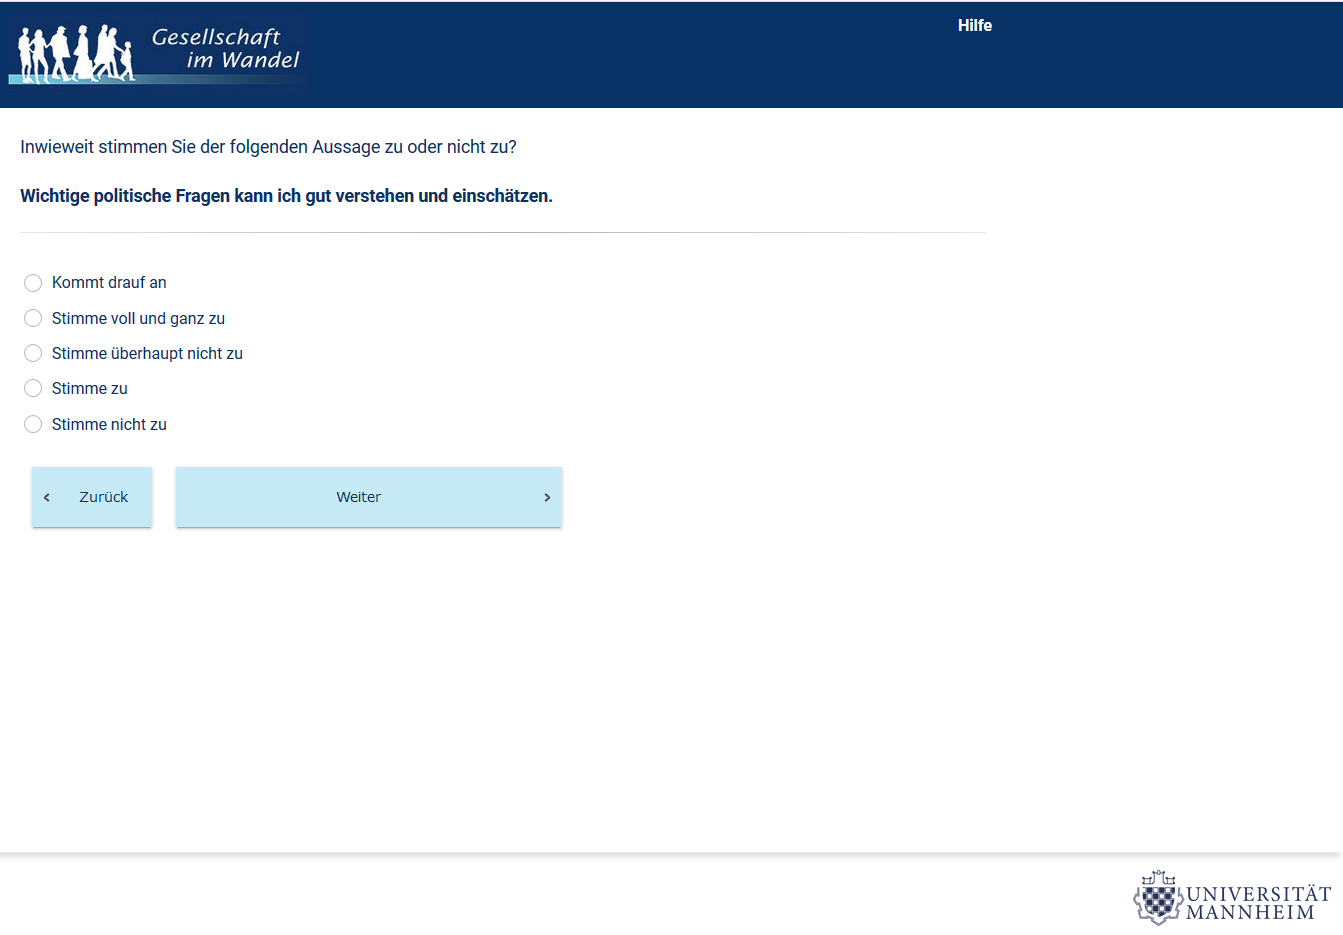 Gesellschaft
im Wandel
Hilfe
Inwieweit stimmen Sie der folgenden Aussage zu oder nicht zu?
Wichtige politische Fragen kann ich gut verstehen und einschätzen.
Kommt drauf an
Stimme voll und ganz zu
Stimme überhaupt nicht zu
Stimme zu
Stimme nicht zu
‹ Zurück
Weiter ›
UNIVERSITÄT
MANNHEIM